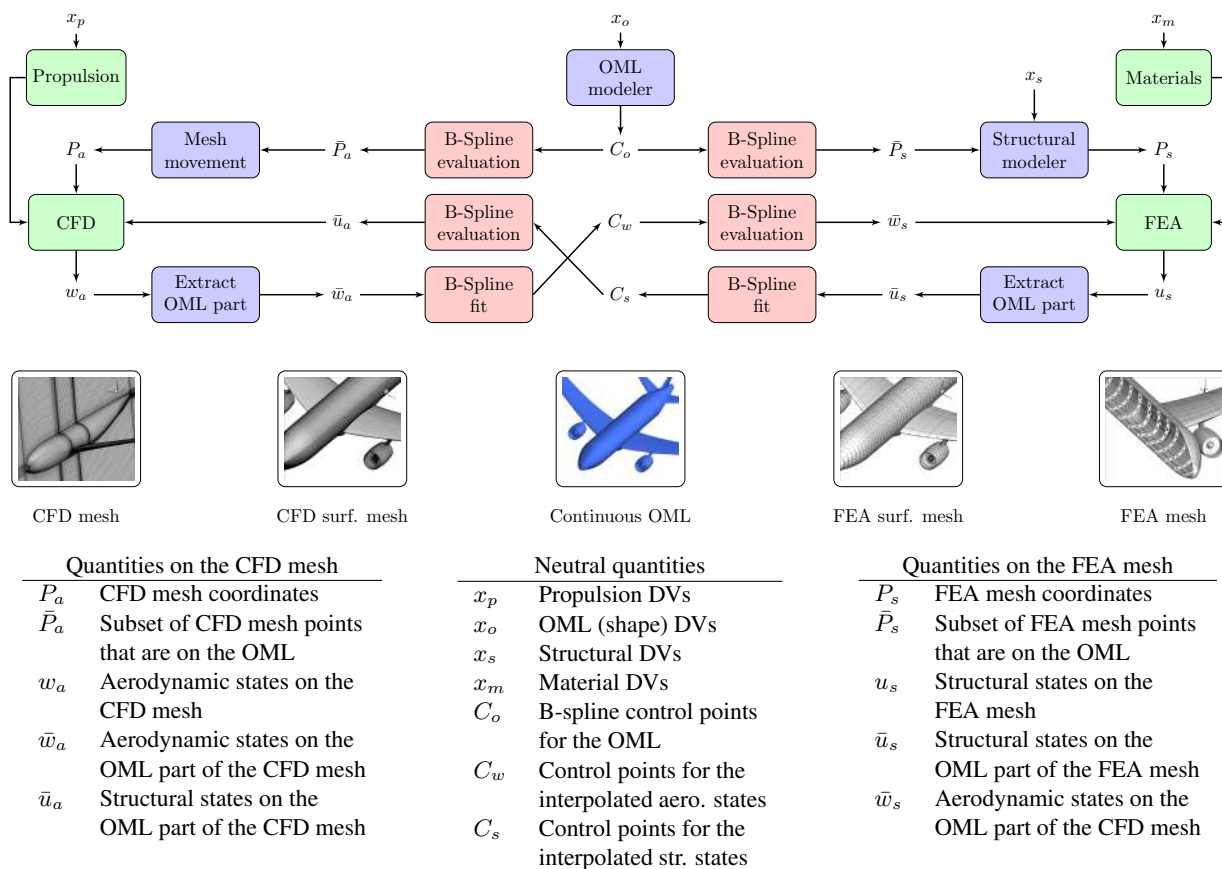 x_p x_o x_m
Propulsion OML modeler x_s Materials
P_a Mesh movement P̄_a B-Spline evaluation C_o B-Spline evaluation P̄_s Structural modeler P_s
CFD ū_a B-Spline evaluation C_w B-Spline evaluation w̄_s FEA
w_a Extract OML part w̄_a B-Spline fit C_s B-Spline fit ū_s Extract OML part u_s
CFD mesh CFD surf. mesh Continuous OML FEA surf. mesh FEA mesh
Quantities on the CFD mesh
P_a CFD mesh coordinates
P̄_a Subset of CFD mesh points
that are on the OML
w_a Aerodynamic states on the
CFD mesh
w̄_a Aerodynamic states on the
OML part of the CFD mesh
ū_a Structural states on the
OML part of the CFD mesh
Neutral quantities
x_p Propulsion DVs
x_o OML (shape) DVs
x_s Structural DVs
x_m Material DVs
C_o B-spline control points
for the OML
C_w Control points for the
interpolated aero. states
C_s Control points for the
interpolated str. states
Quantities on the FEA mesh
P_s FEA mesh coordinates
P̄_s Subset of FEA mesh points
that are on the OML
u_s Structural states on the
FEA mesh
ū_s Structural states on the
OML part of the FEA mesh
w̄_s Aerodynamic states on the
OML part of the CFD mesh